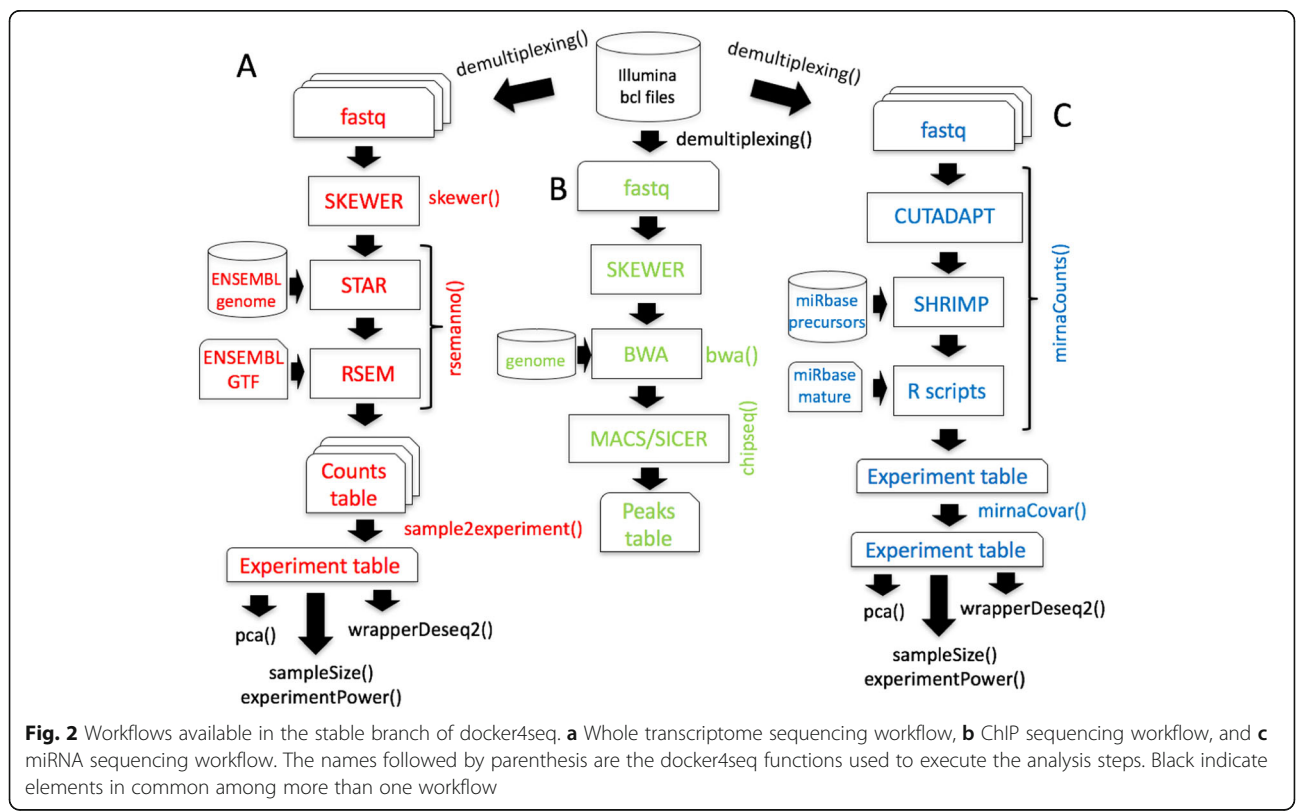 A
demultiplexing()
Illumina
bcl files
demultiplexing()
demultiplexing()
fastq
SKEWER
skewer()
ENSEMBL
genome
STAR
ENSEMBL
GTF
RSEM
rsemanno()
Counts
table
sample2experiment()
Experiment table
pca()
wrapperDeseq2()
sampleSize()
experimentPower()
B
fastq
SKEWER
genome
BWA
bwa()
MACS/SICER
chipseq()
Peaks
table
C
fastq
CUTADAPT
miRbase
precursors
SHRIMP
miRbase
mature
R scripts
mirnaCounts()
Experiment table
mirnaCovar()
Experiment table
pca()
wrapperDeseq2()
sampleSize()
experimentPower()
Fig. 2 Workflows available in the stable branch of docker4seq. a Whole transcriptome sequencing workflow, b ChIP sequencing workflow, and c
miRNA sequencing workflow. The names followed by parenthesis are the docker4seq functions used to execute the analysis steps. Black indicate
elements in common among more than one workflow